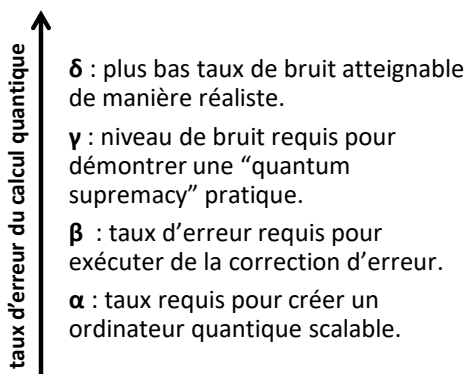 taux d’erreur du calcul quantique
δ : plus bas taux de bruit atteignable
de manière réaliste.
γ : niveau de bruit requis pour
démontrer une “quantum
supremacy” pratique.
β : taux d’erreur requis pour
exécuter de la correction d’erreur.
α : taux requis pour créer un
ordinateur quantique scalable.